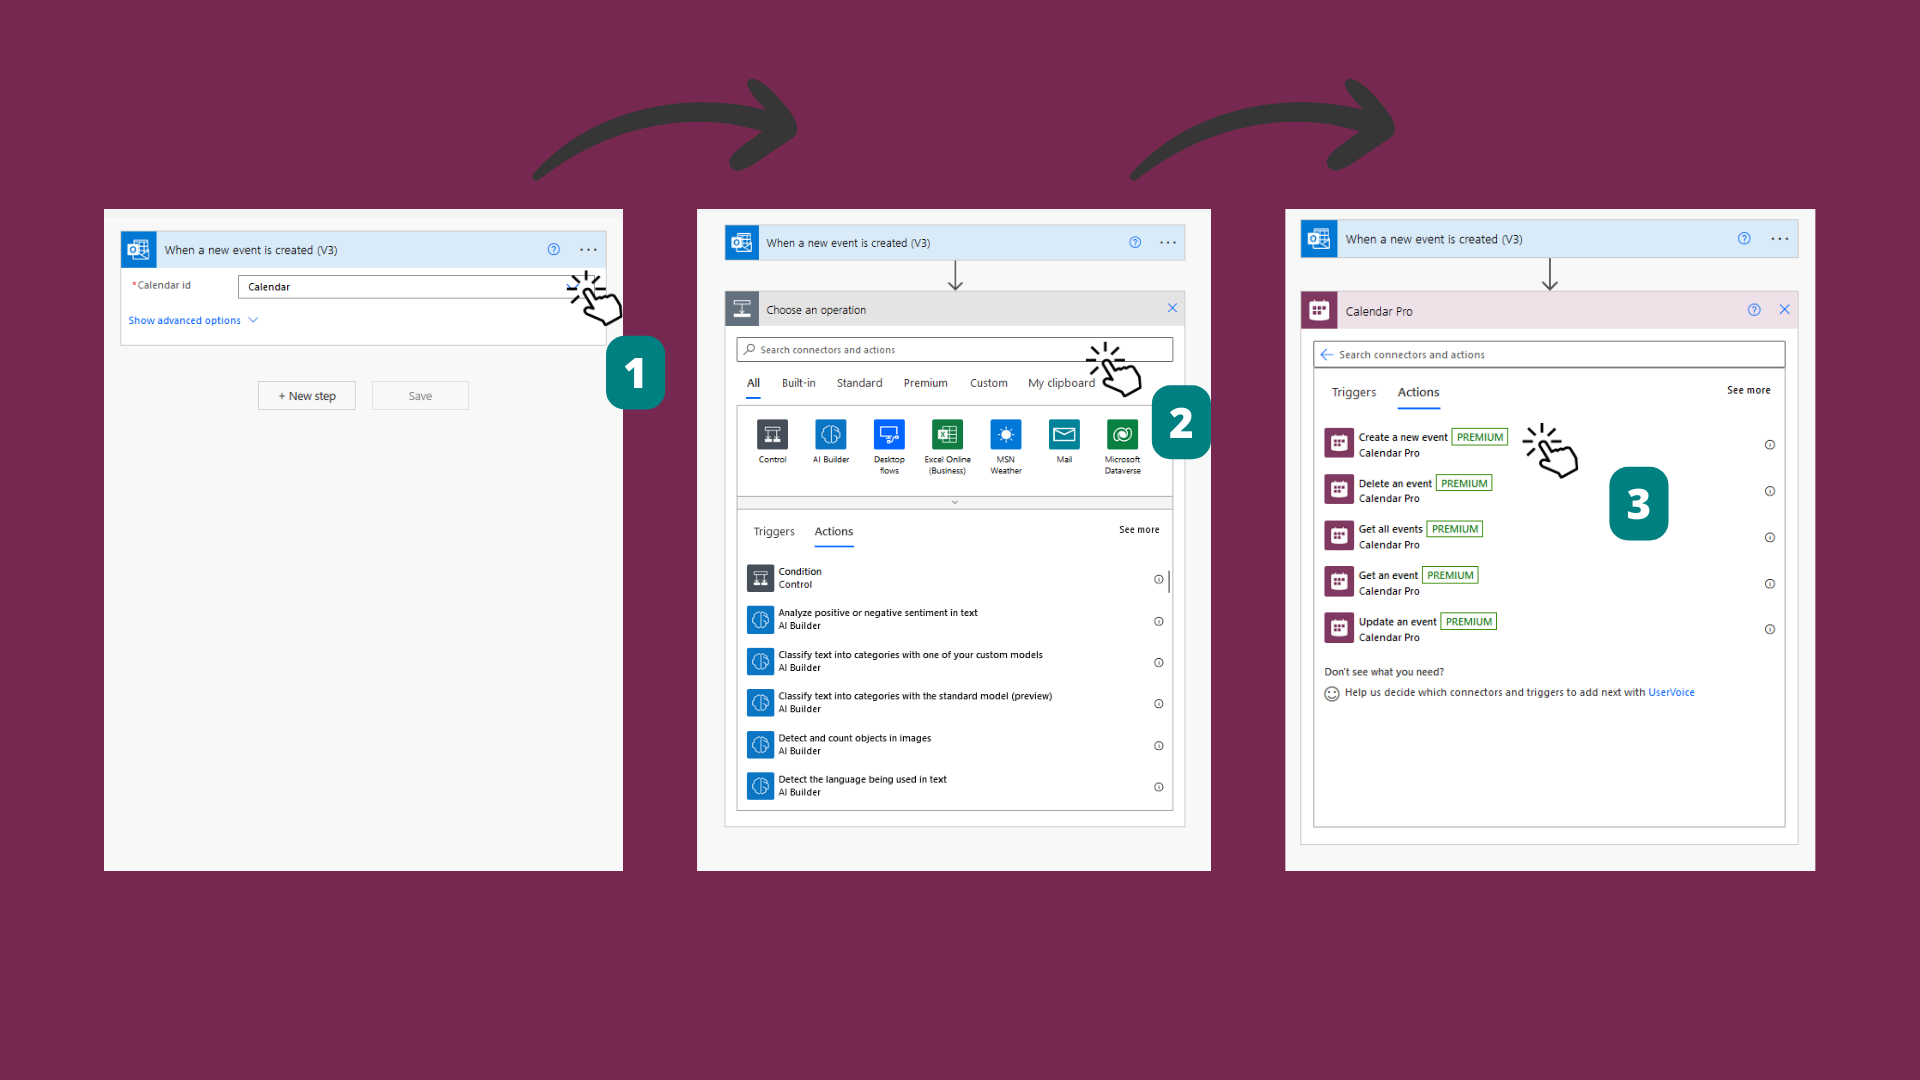 When a new event is created (V3)
*Calendar id
Calendar
Show advanced options
+ New step
Save
1
When a new event is created (V3)
Choose an operation
Search connectors and actions
All Built-in Standard Premium Custom My clipboard
Control AI Builder Desktop flows Excel Online (Business) MSN Weather Mail Microsoft Dataverse
Triggers Actions See more
Condition
Control
Analyze positive or negative sentiment in text
AI Builder
Classify text into categories with one of your custom models
AI Builder
Classify text into categories with the standard model (preview)
AI Builder
Detect and count objects in images
AI Builder
Detect the language being used in text
AI Builder
2
When a new event is created (V3)
Calendar Pro
Search connectors and actions
Triggers Actions See more
Create a new event PREMIUM
Calendar Pro
Delete an event PREMIUM
Calendar Pro
Get all events PREMIUM
Calendar Pro
Get an event PREMIUM
Calendar Pro
Update an event PREMIUM
Calendar Pro
Don't see what you need?
Help us decide which connectors and triggers to add next with UserVoice
3